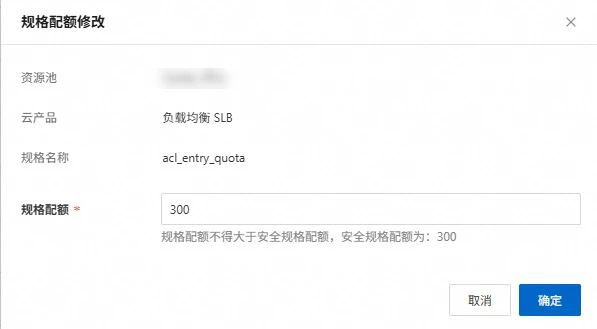 规格配额修改
资源池
云产品 负载均衡 SLB
规格名称 acl_entry_quota
规格配额 * 300
规格配额不得大于安全规格配额，安全规格配额为：300
取消 确定